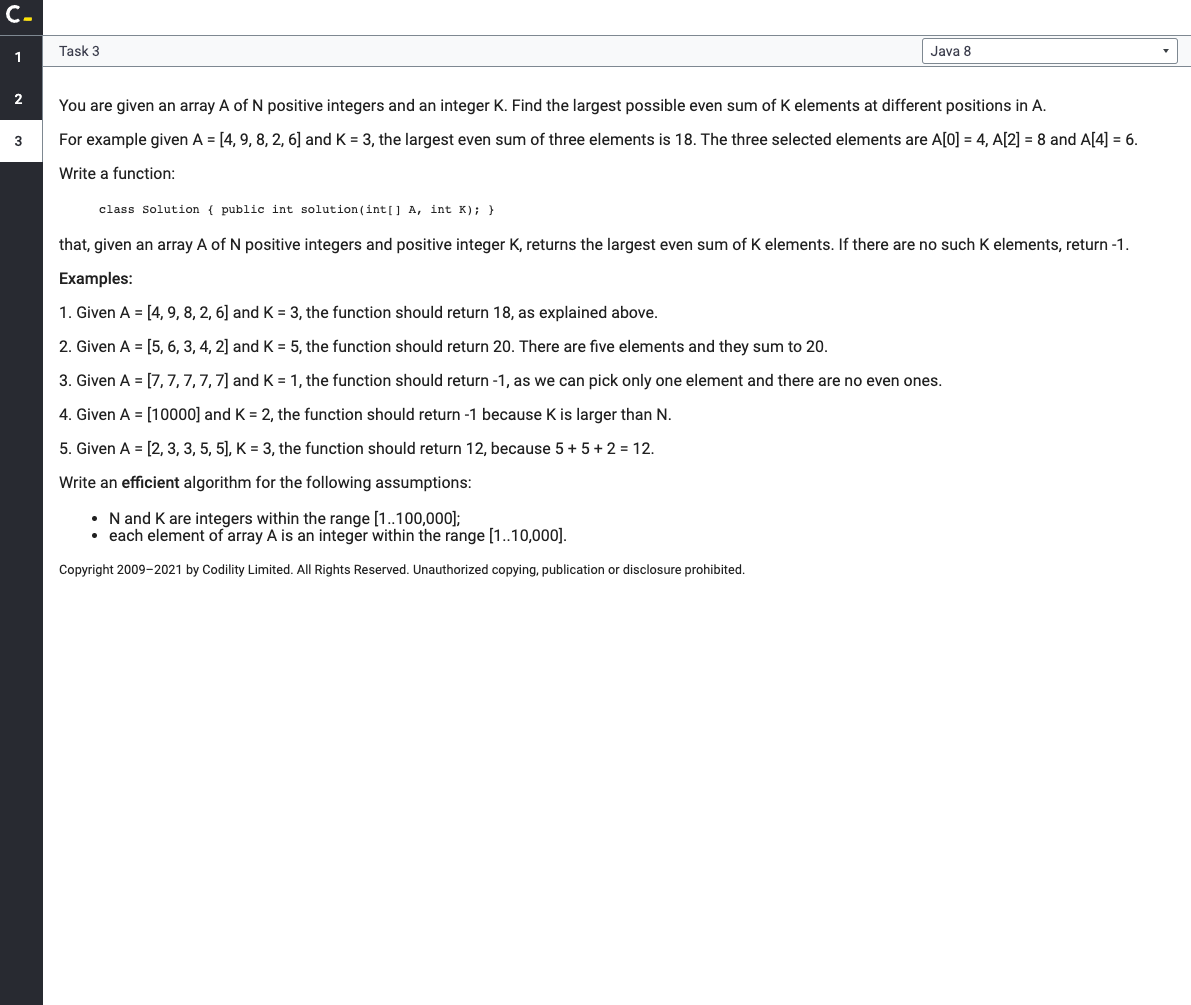 C_
1
Task 3
Java 8
2
You are given an array A of N positive integers and an integer K. Find the largest possible even sum of K elements at different positions in A.
3
For example given A = [4, 9, 8, 2, 6] and K = 3, the largest even sum of three elements is 18. The three selected elements are A[0] = 4, A[2] = 8 and A[4] = 6.
Write a function:
class Solution { public int solution(int[] A, int K); }
that, given an array A of N positive integers and positive integer K, returns the largest even sum of K elements. If there are no such K elements, return -1.
Examples:
1. Given A = [4, 9, 8, 2, 6] and K = 3, the function should return 18, as explained above.
2. Given A = [5, 6, 3, 4, 2] and K = 5, the function should return 20. There are five elements and they sum to 20.
3. Given A = [7, 7, 7, 7, 7] and K = 1, the function should return -1, as we can pick only one element and there are no even ones.
4. Given A = [10000] and K = 2, the function should return -1 because K is larger than N.
5. Given A = [2, 3, 3, 5, 5], K = 3, the function should return 12, because 5 + 5 + 2 = 12.
Write an efficient algorithm for the following assumptions:
• N and K are integers within the range [1..100,000];
• each element of array A is an integer within the range [1..10,000].
Copyright 2009–2021 by Codility Limited. All Rights Reserved. Unauthorized copying, publication or disclosure prohibited.